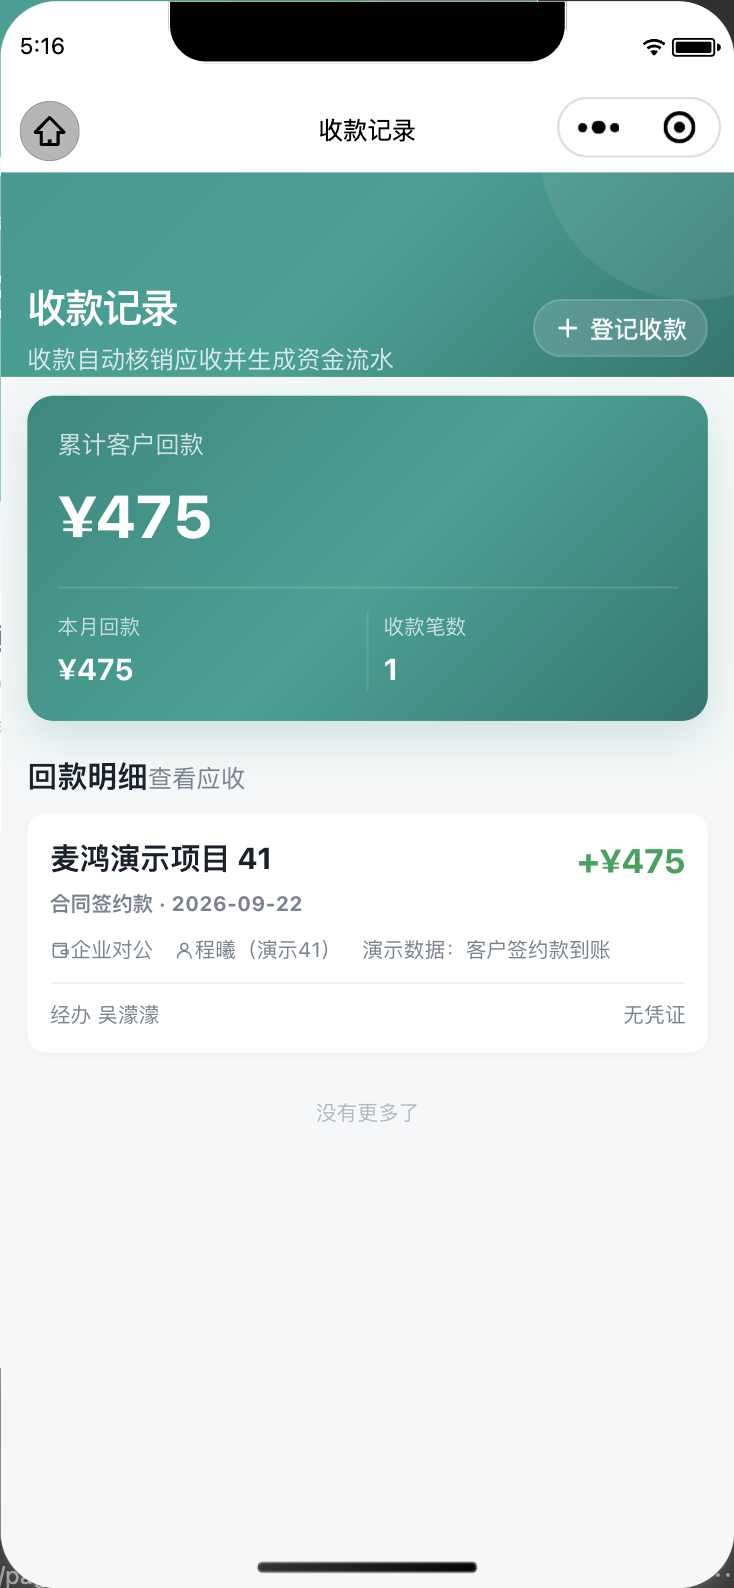 5:16
收款记录
收款记录
收款自动核销应收并生成资金流水
+ 登记收款
累计客户回款
¥475
本月回款
收款笔数
¥475
1
回款明细查看应收
麦鸿演示项目 41
+¥475
合同签约款 · 2026-09-22
企业对公 程曦（演示41） 演示数据：客户签约款到账
经办 吴濛濛
无凭证
没有更多了